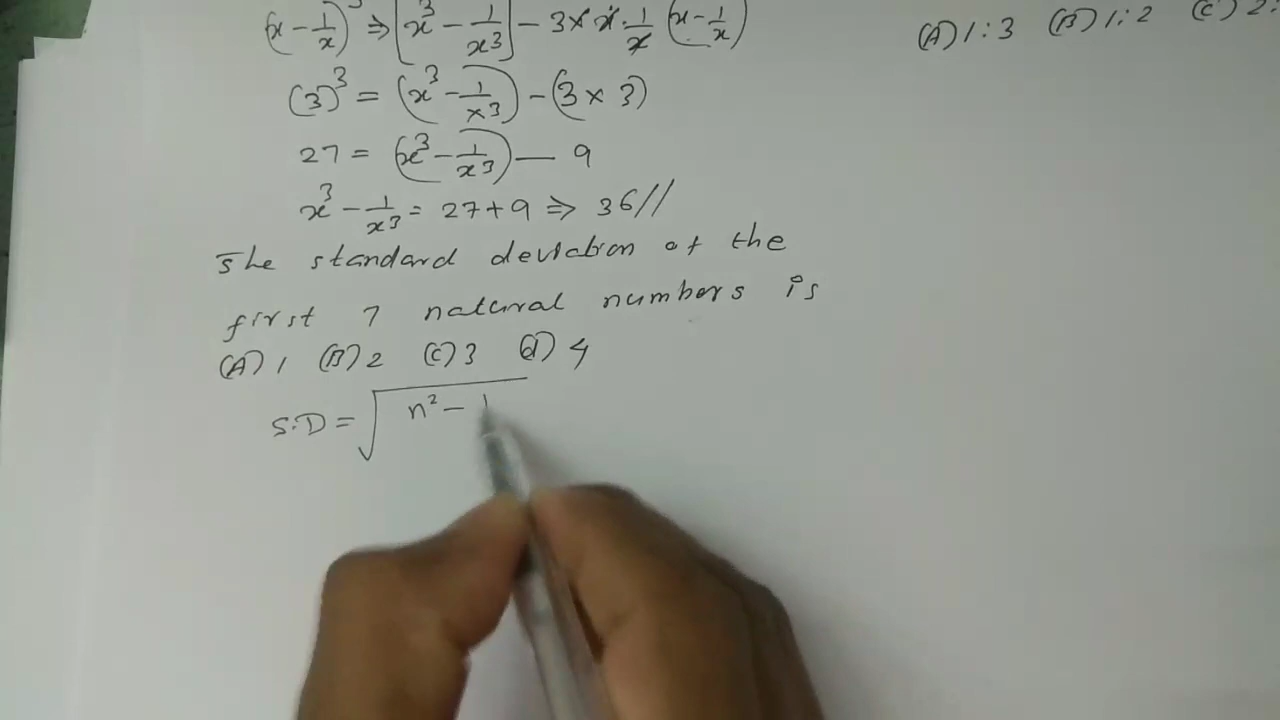 (x - 1/x)³ ⇒ [x³ - 1/x³] - 3 × x · 1/x (x - 1/x)
(A) 1 : 3 (B) 1 : 2 (C) 2 :
(3)³ = (x³ - 1/x³) - (3 × 3)
27 = (x³ - 1/x³) — 9
x³ - 1/x³ = 27 + 9 ⇒ 36 //
The standard deviation of the
first 7 natural numbers is
(A) 1 (B) 2 (C) 3 (d) 4
S.D = √n² - 1